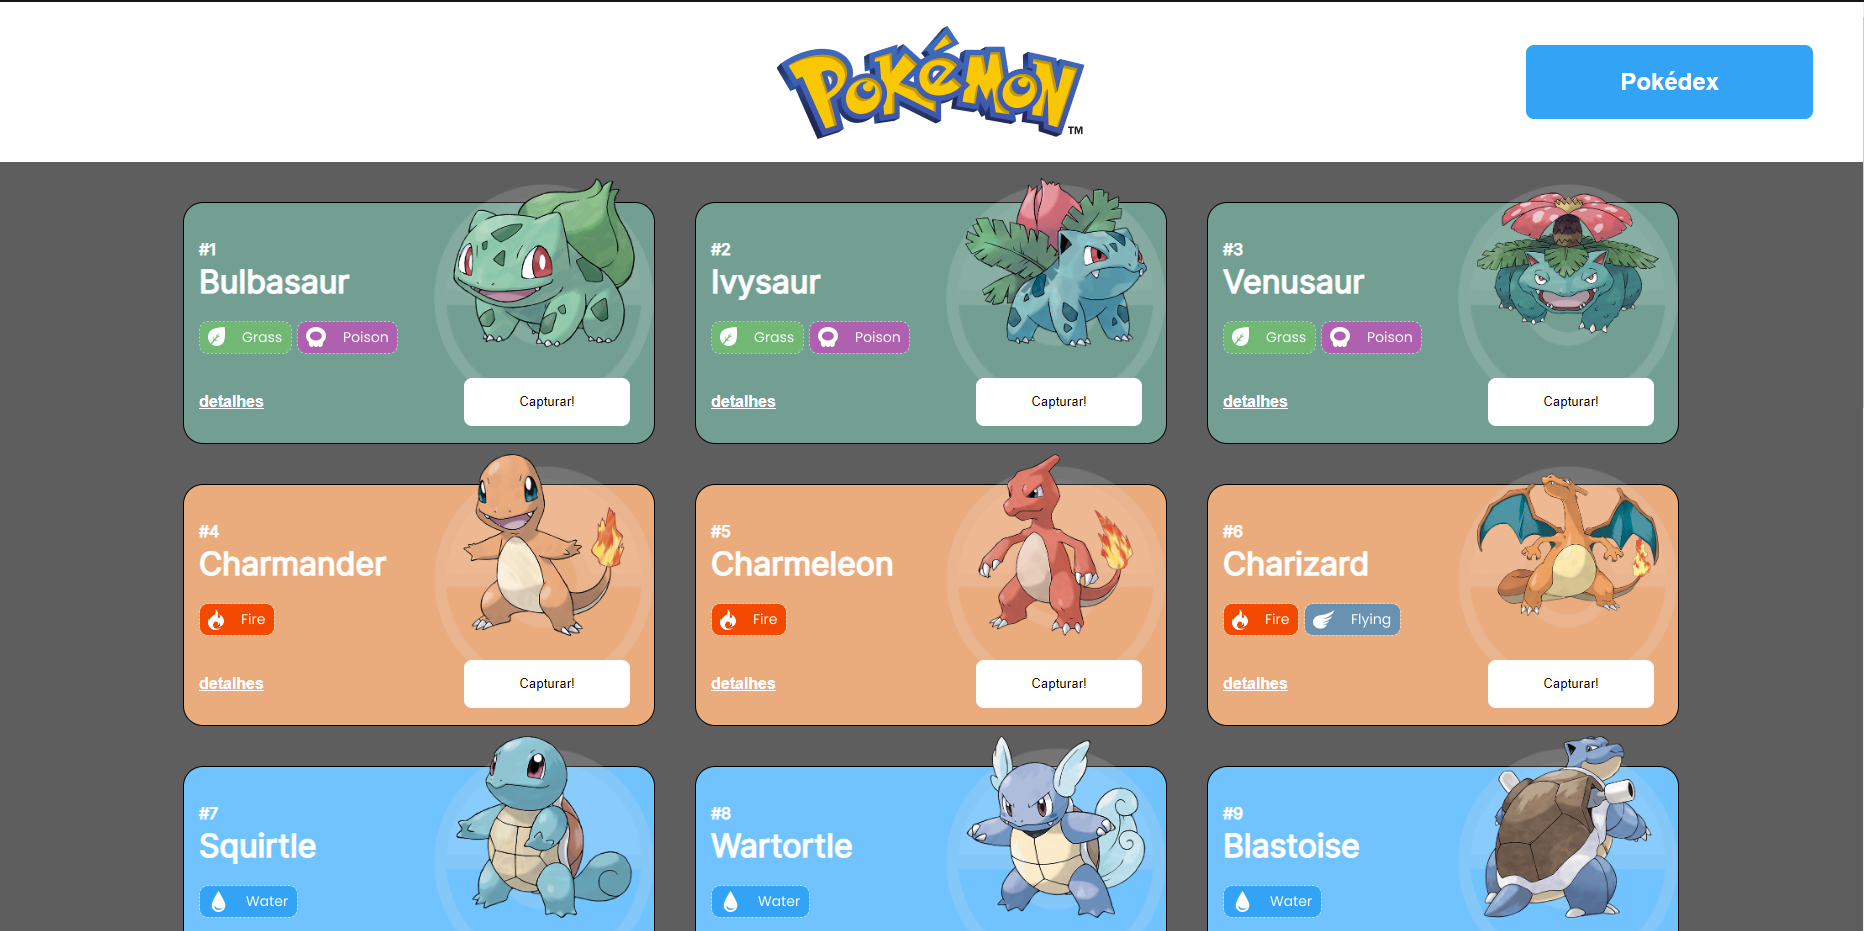 Pokémon TM
Pokédex
#1
Bulbasaur
Grass Poison
detalhes Capturar!
#2
Ivysaur
Grass Poison
detalhes Capturar!
#3
Venusaur
Grass Poison
detalhes Capturar!
#4
Charmander
Fire
detalhes Capturar!
#5
Charmeleon
Fire
detalhes Capturar!
#6
Charizard
Fire Flying
detalhes Capturar!
#7
Squirtle
Water
#8
Wartortle
Water
#9
Blastoise
Water